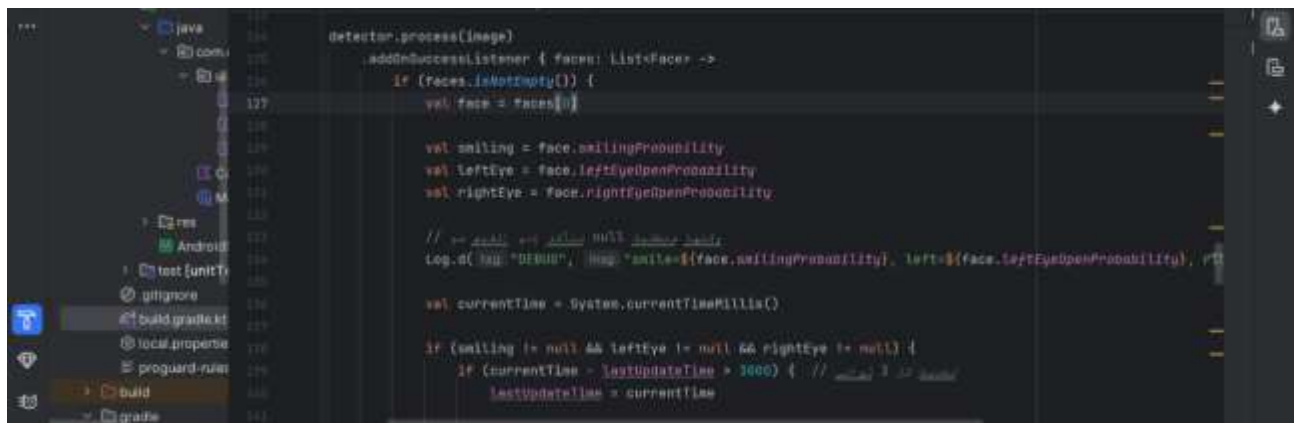 java
com.
detector.process(image)
.addOnSuccessListener { faces: List<Face> ->
if (faces.isNotEmpty()) {
127 val face = faces[0]
val smiling = face.smilingProbability
val leftEye = face.leftEyeOpenProbability
val rightEye = face.rightEyeOpenProbability
res
// null
Android
Log.d( tag: "DEBUG", msg: "smile=${face.smilingProbability}, left=${face.leftEyeOpenProbability}, r
test [unitT
.gitignore
val currentTime = System.currentTimeMillis()
build.gradle.kt
local.propertie
if (smiling != null && leftEye != null && rightEye != null) {
proguard-rules
if (currentTime - lastUpdateTime > 3000) { // 3
build
lastUpdateTime = currentTime
gradle